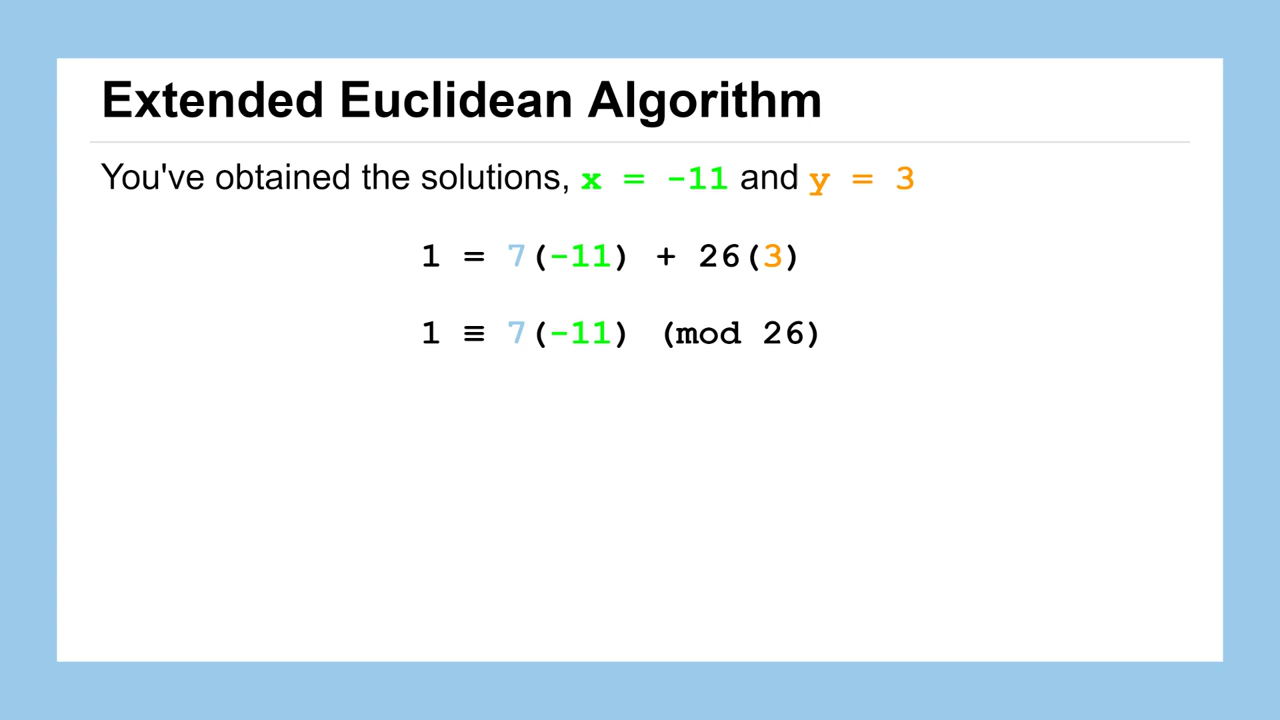 Extended Euclidean Algorithm
You've obtained the solutions, x = -11 and y = 3
1 = 7(-11) + 26(3)
1 ≡ 7(-11) (mod 26)